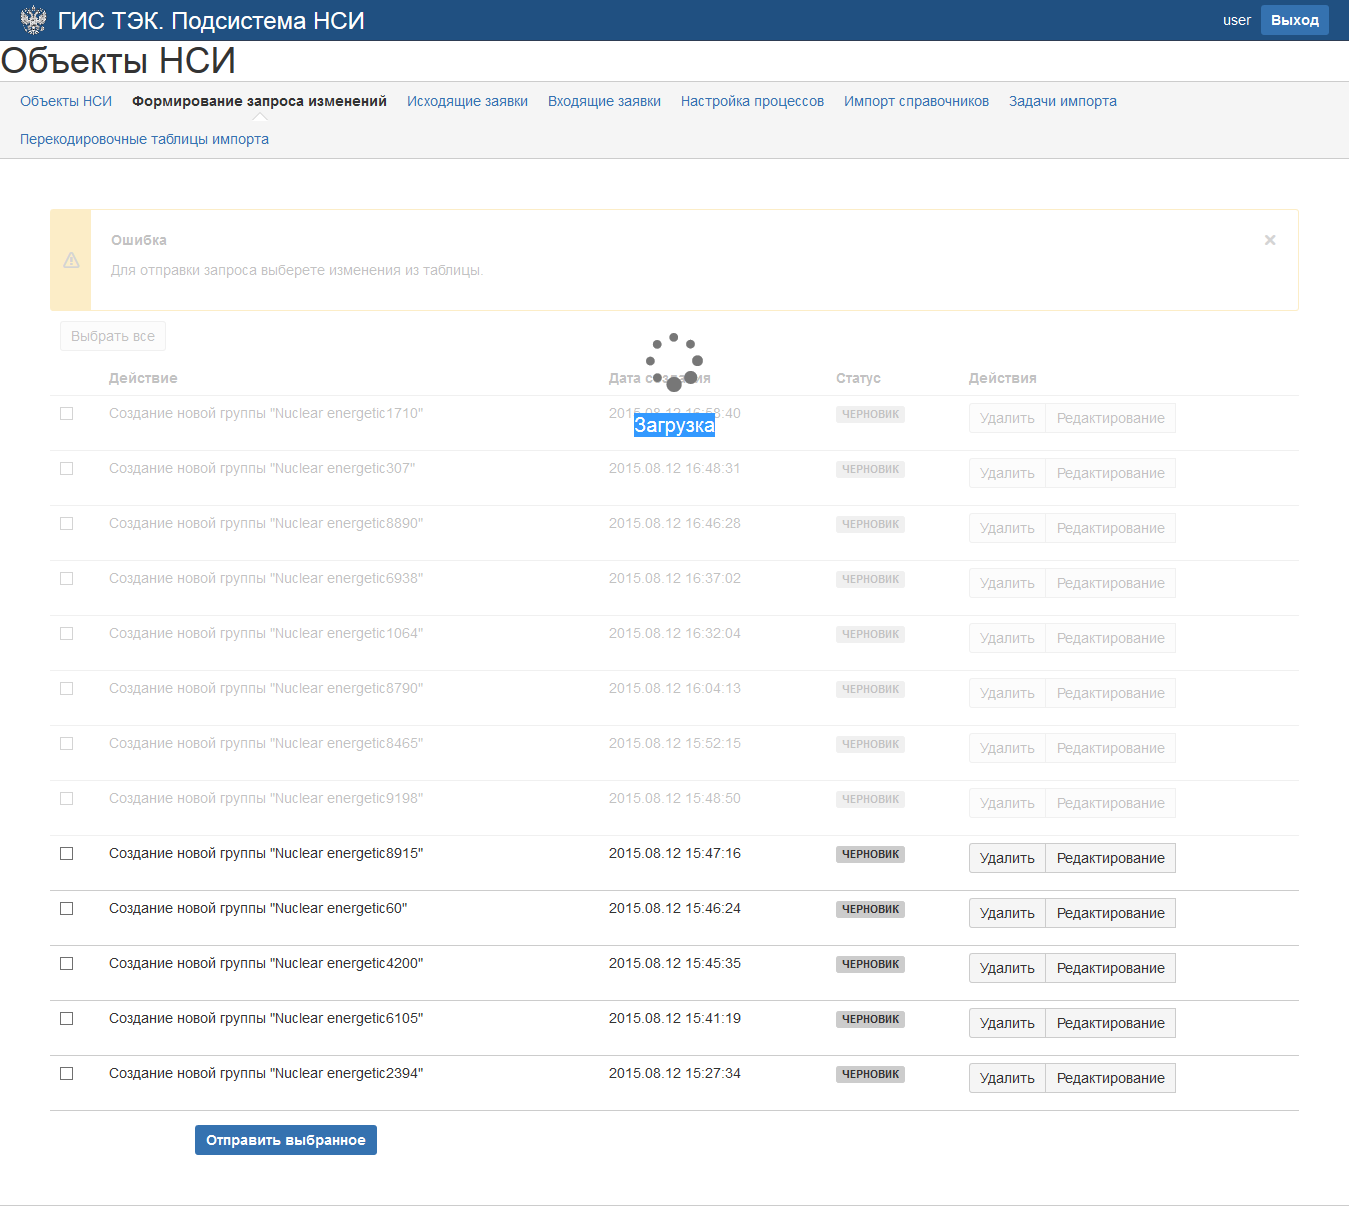 ГИС ТЭК. Подсистема НСИ
user Выход
Объекты НСИ
Объекты НСИ Формирование запроса изменений Исходящие заявки Входящие заявки Настройка процессов Импорт справочников Задачи импорта
Перекодировочные таблицы импорта
Ошибка
Для отправки запроса выберете изменения из таблицы.
Выбрать все
Действие Дата создания Статус Действия
Создание новой группы "Nuclear energetic1710" 2015.08.12 16:58:40 ЧЕРНОВИК Удалить Редактирование
Загрузка
Создание новой группы "Nuclear energetic307" 2015.08.12 16:48:31 ЧЕРНОВИК Удалить Редактирование
Создание новой группы "Nuclear energetic8890" 2015.08.12 16:46:28 ЧЕРНОВИК Удалить Редактирование
Создание новой группы "Nuclear energetic6938" 2015.08.12 16:37:02 ЧЕРНОВИК Удалить Редактирование
Создание новой группы "Nuclear energetic1064" 2015.08.12 16:32:04 ЧЕРНОВИК Удалить Редактирование
Создание новой группы "Nuclear energetic8790" 2015.08.12 16:04:13 ЧЕРНОВИК Удалить Редактирование
Создание новой группы "Nuclear energetic8465" 2015.08.12 15:52:15 ЧЕРНОВИК Удалить Редактирование
Создание новой группы "Nuclear energetic9198" 2015.08.12 15:48:50 ЧЕРНОВИК Удалить Редактирование
Создание новой группы "Nuclear energetic8915" 2015.08.12 15:47:16 ЧЕРНОВИК Удалить Редактирование
Создание новой группы "Nuclear energetic60" 2015.08.12 15:46:24 ЧЕРНОВИК Удалить Редактирование
Создание новой группы "Nuclear energetic4200" 2015.08.12 15:45:35 ЧЕРНОВИК Удалить Редактирование
Создание новой группы "Nuclear energetic6105" 2015.08.12 15:41:19 ЧЕРНОВИК Удалить Редактирование
Создание новой группы "Nuclear energetic2394" 2015.08.12 15:27:34 ЧЕРНОВИК Удалить Редактирование
Отправить выбранное